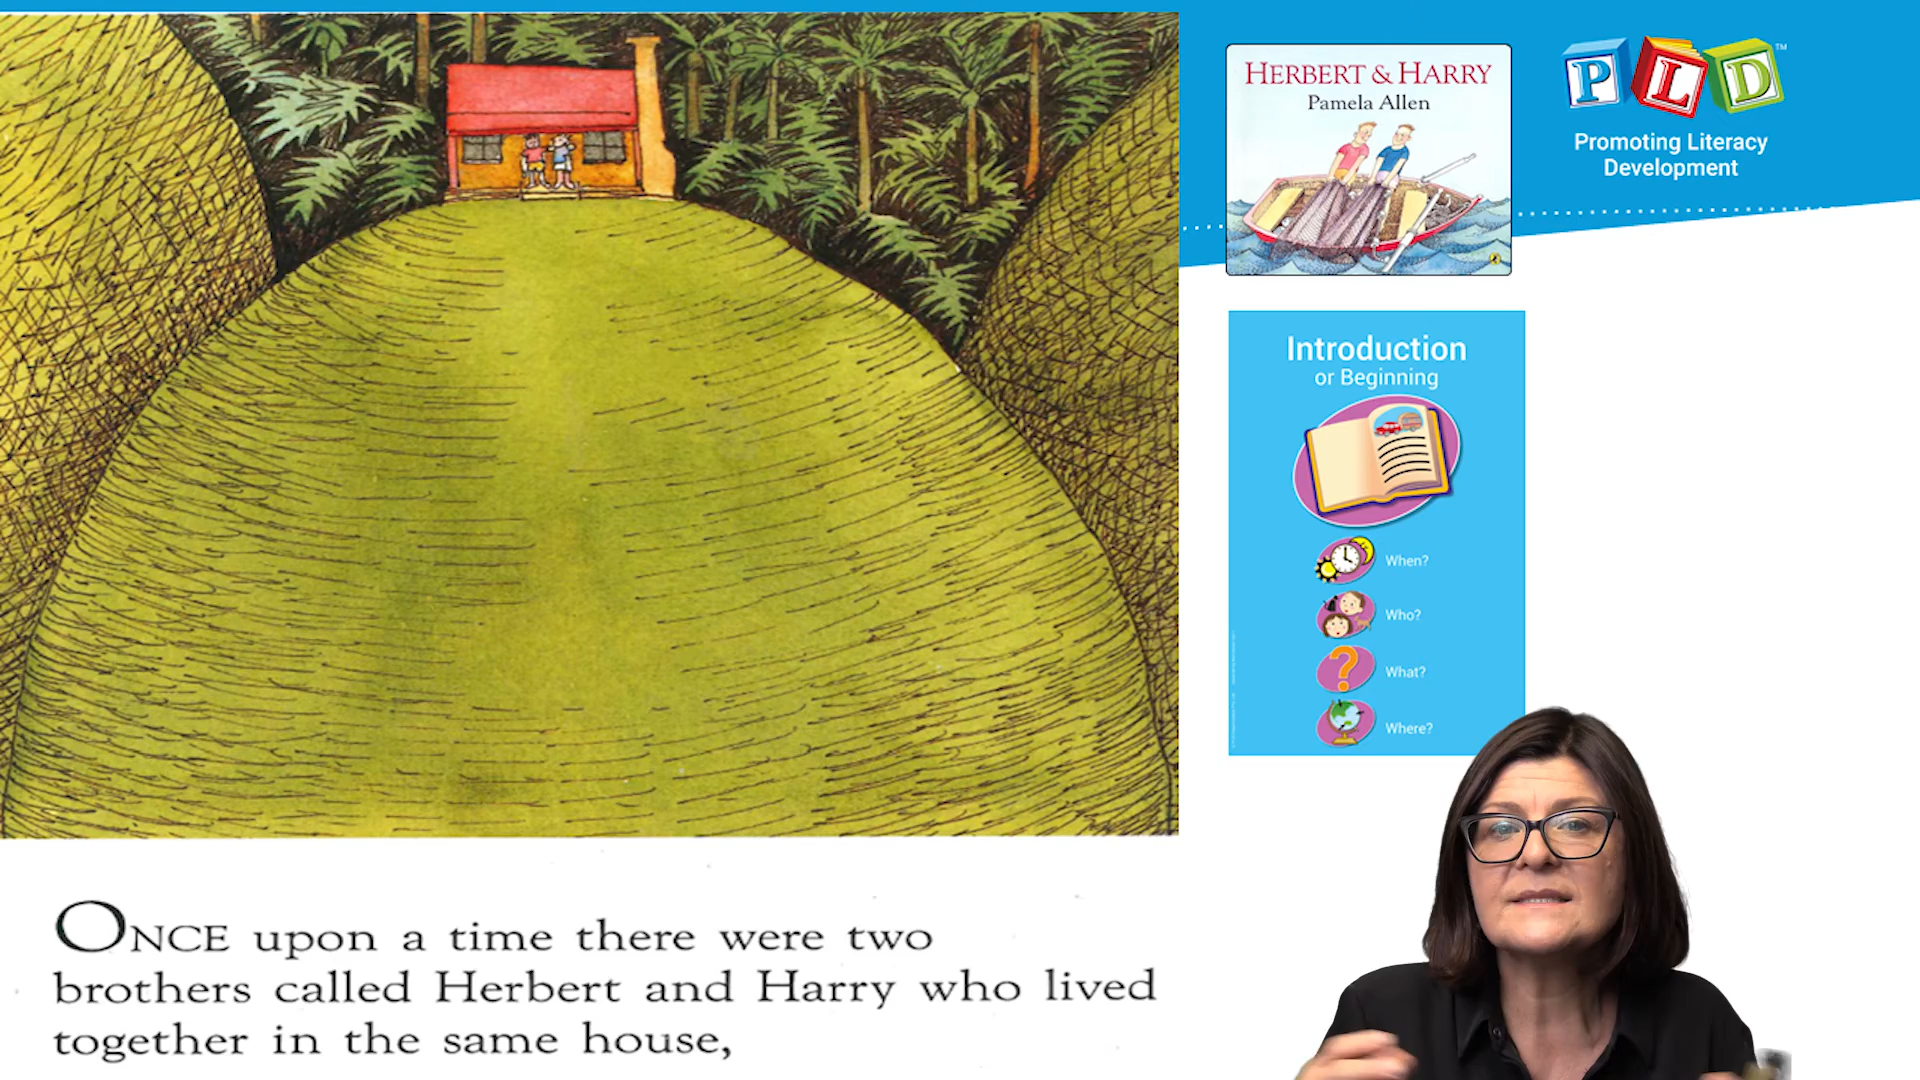 ONCE upon a time there were two
brothers called Herbert and Harry who lived
together in the same house,
HERBERT & HARRY
Pamela Allen
P L D ™
Promoting Literacy
Development
Introduction
or Beginning
When?
Who?
What?
Where?